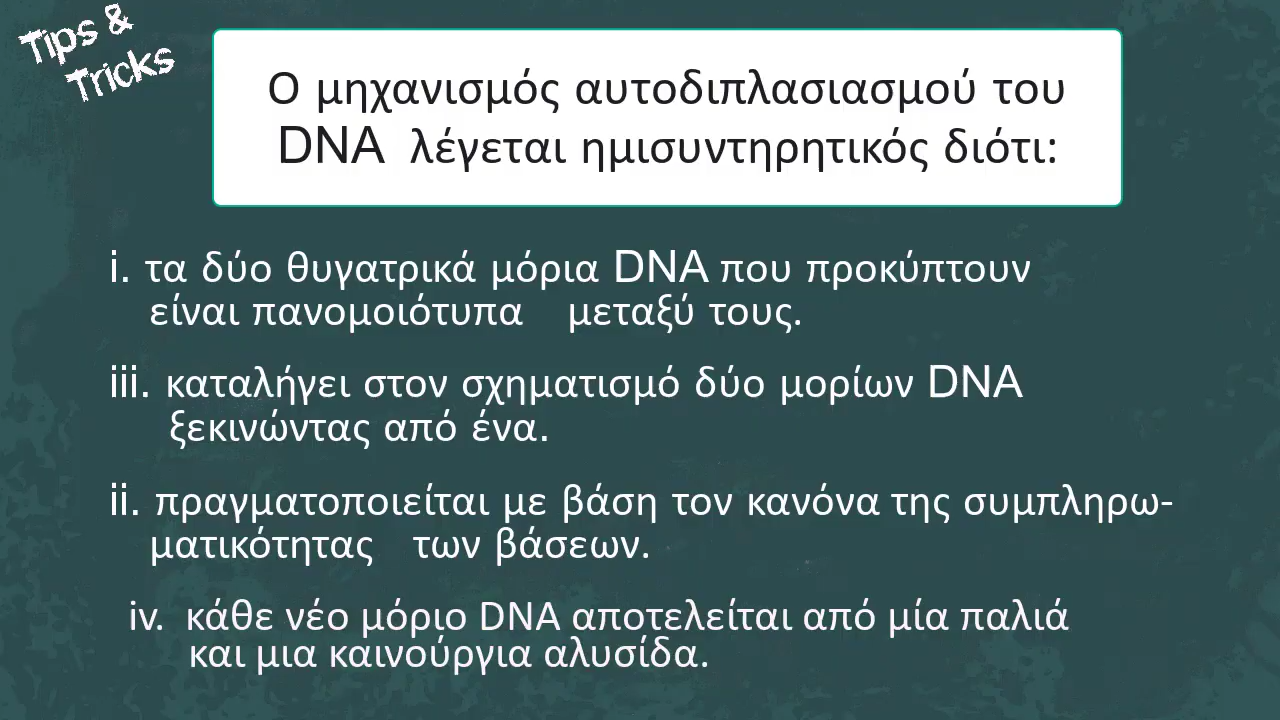 Tips &
Tricks
Ο μηχανισμός αυτοδιπλασιασμού του
DNA λέγεται ημισυντηρητικός διότι:
i. τα δύο θυγατρικά μόρια DNA που προκύπτουν
είναι πανομοιότυπα μεταξύ τους.
iii. καταλήγει στον σχηματισμό δύο μορίων DNA
ξεκινώντας από ένα.
ii. πραγματοποιείται με βάση τον κανόνα της συμπληρω-
ματικότητας των βάσεων.
iv. κάθε νέο μόριο DNA αποτελείται από μία παλιά
και μια καινούργια αλυσίδα.